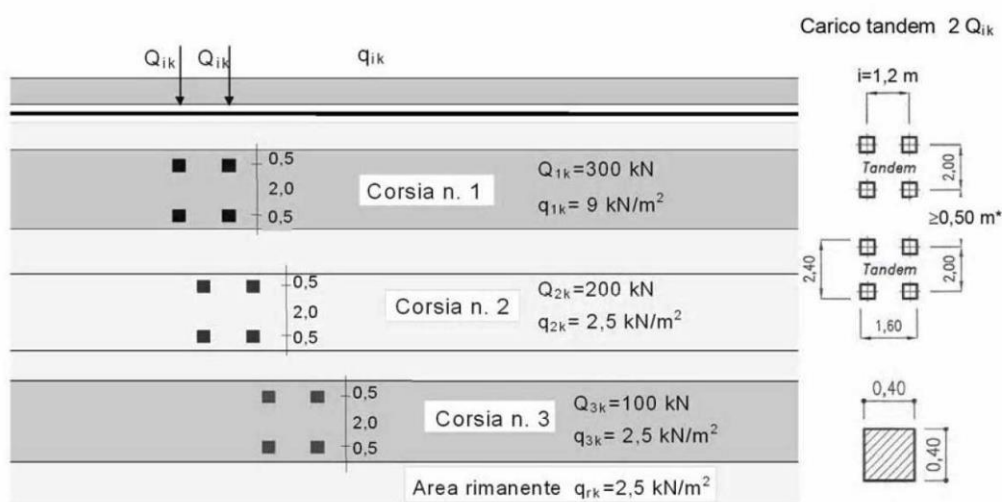 Carico tandem 2 Qik
Qik Qik qik
i=1,2 m
0,5
2,0
0,5
Corsia n. 1
Q1k=300 kN
q1k= 9 kN/m²
Tandem
2,00
≥0,50 m*
0,5
2,0
0,5
Corsia n. 2
Q2k=200 kN
q2k= 2,5 kN/m²
2,40
Tandem
2,00
1,60
0,5
2,0
0,5
Corsia n. 3
Q3k=100 kN
q3k= 2,5 kN/m²
0,40
0,40
Area rimanente qrk=2,5 kN/m²